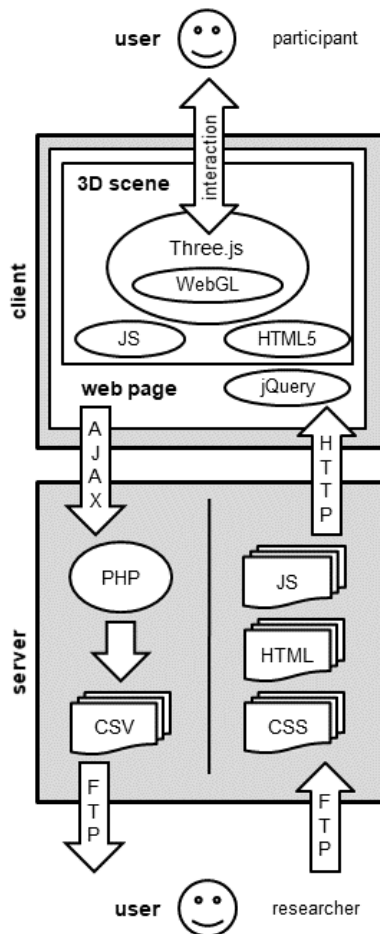 user participant
interaction
3D scene
Three.js
WebGL
JS HTML5
client
web page jQuery
AJAX HTTP
PHP JS
HTML
server
CSV CSS
FTP FTP
user researcher